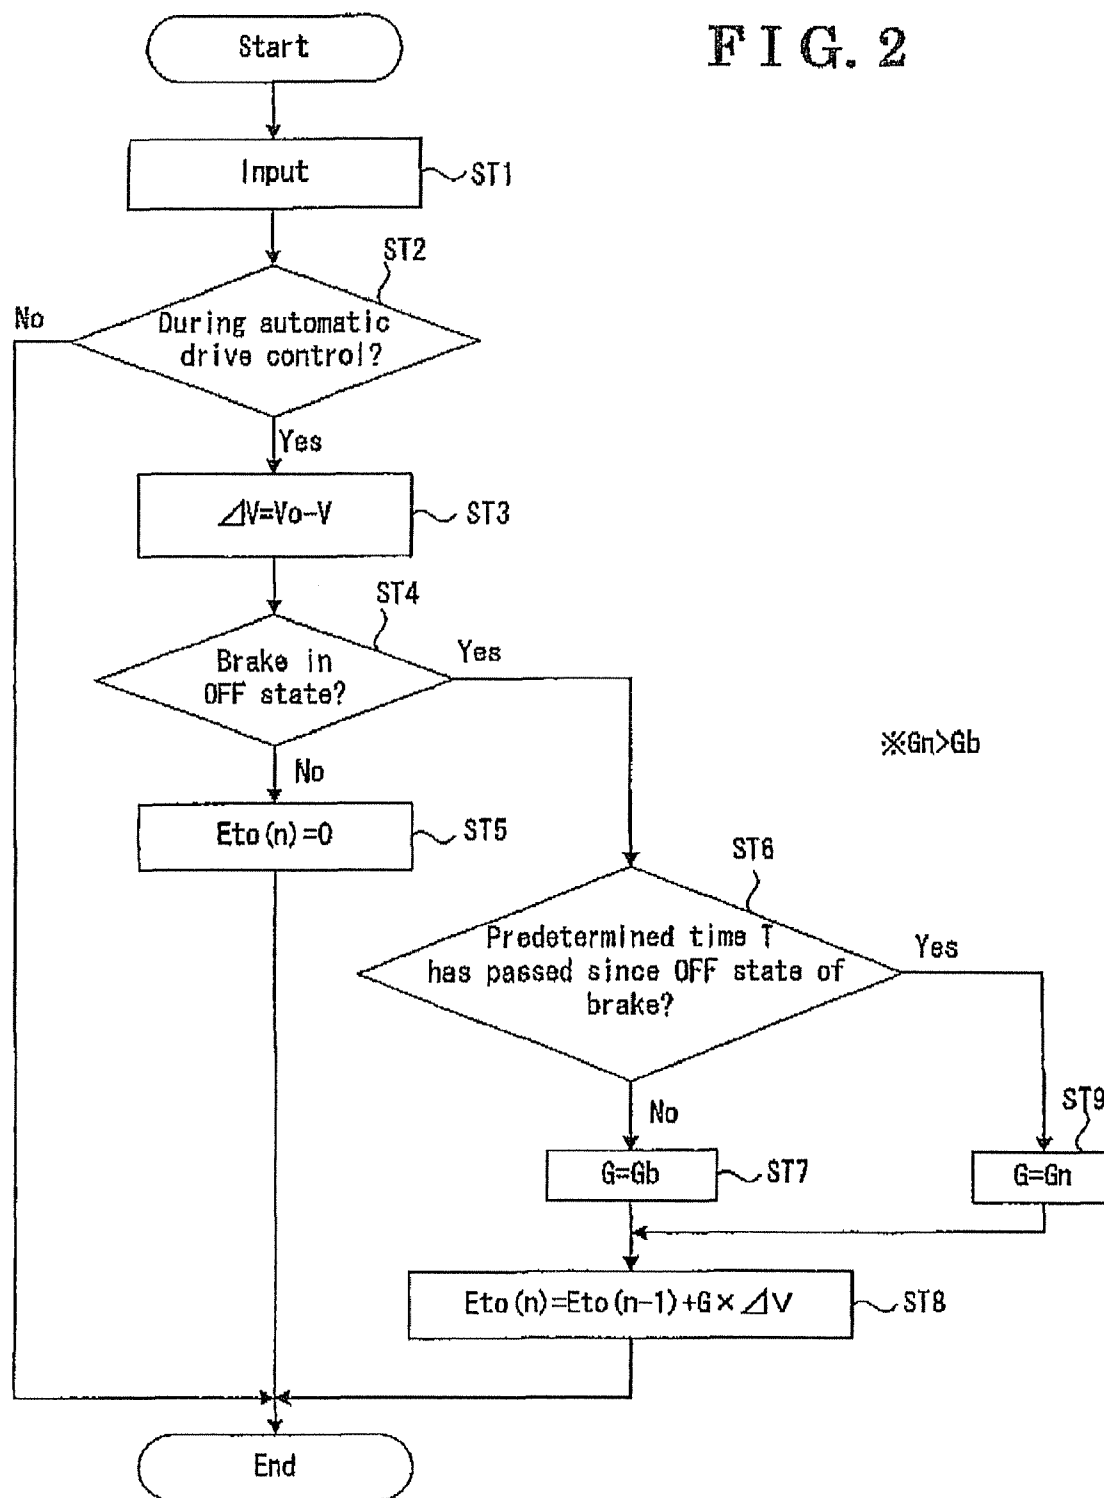 FIG. 2
Start
Input
ST1
ST2
No
During automatic
drive control?
Yes
⊿V=Vo-V
ST3
ST4
Brake in
OFF state?
Yes
No
※Gn>Gb
Eto(n)=0
ST5
ST6
Predetermined time T
has passed since OFF state of
brake?
Yes
No
G=Gb
ST7
ST9
G=Gn
Eto(n)=Eto(n-1)+G×⊿V
ST8
End